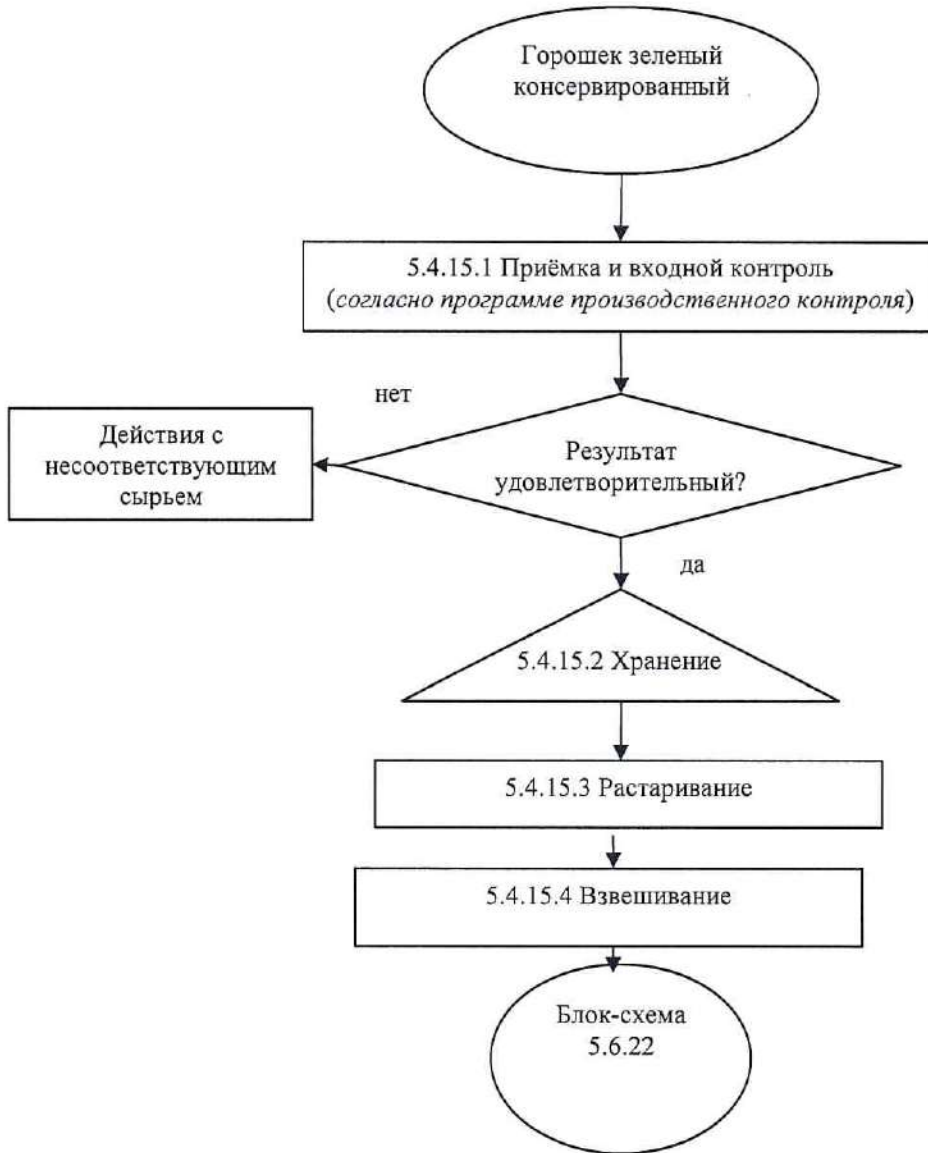 Горошек зеленый
консервированный
5.4.15.1 Приёмка и входной контроль
(согласно программе производственного контроля)
нет
Действия с
несоответствующим
сырьем
Результат
удовлетворительный?
да
5.4.15.2 Хранение
5.4.15.3 Растаривание
5.4.15.4 Взвешивание
Блок-схема
5.6.22